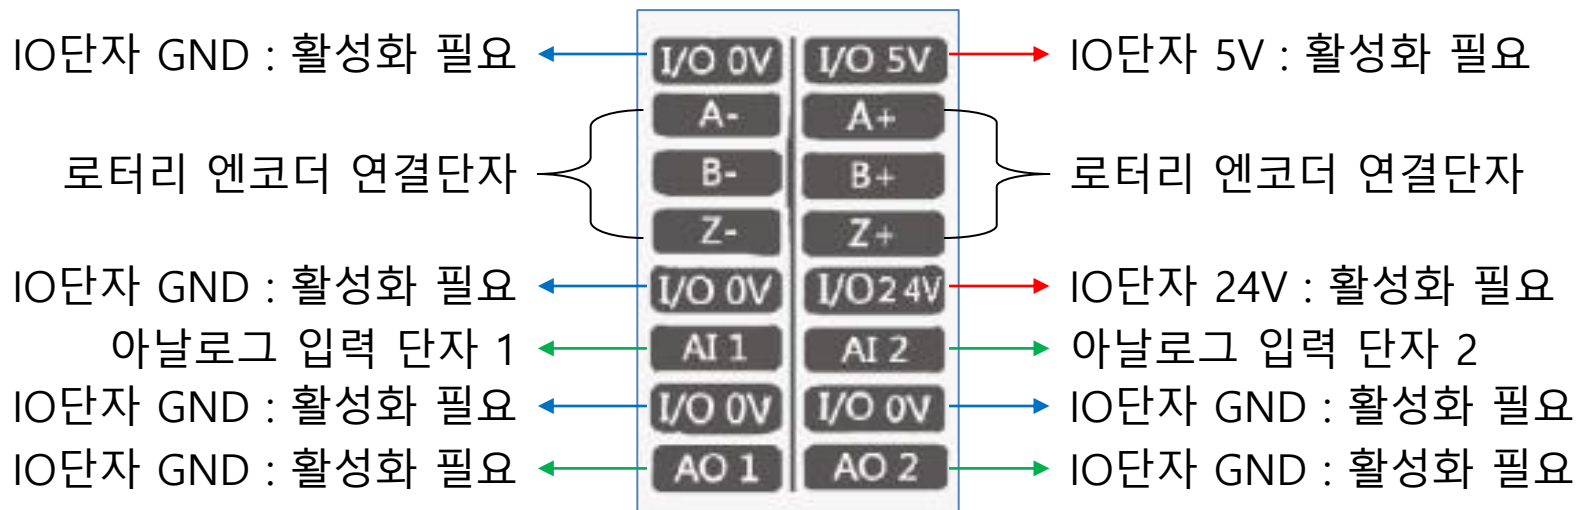 IO단자 GND : 활성화 필요 I/O 0V I/O 5V IO단자 5V : 활성화 필요
A- A+
로터리 엔코더 연결단자 B- B+ 로터리 엔코더 연결단자
Z- Z+
IO단자 GND : 활성화 필요 I/O 0V I/O24V IO단자 24V : 활성화 필요
아날로그 입력 단자 1 AI 1 AI 2 아날로그 입력 단자 2
IO단자 GND : 활성화 필요 I/O 0V I/O 0V IO단자 GND : 활성화 필요
IO단자 GND : 활성화 필요 AO 1 AO 2 IO단자 GND : 활성화 필요